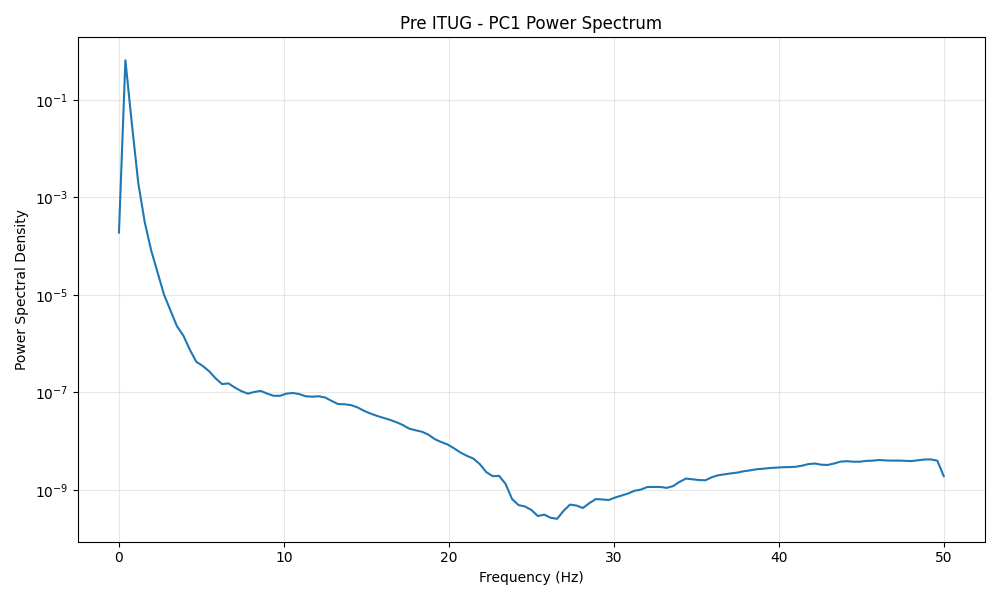 Pre ITUG - PC1 Power Spectrum
Power Spectral Density
10⁻¹
10⁻³
10⁻⁵
10⁻⁷
10⁻⁹
0 10 20 30 40 50
Frequency (Hz)